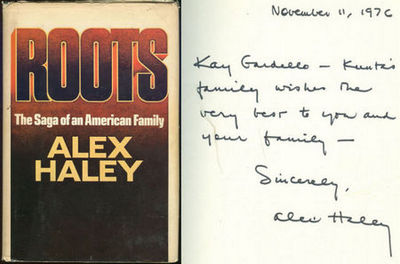 ROOTS
The Saga of an American Family
ALEX
HALEY
November 11, 1976
Kay Gardello – Kunta's
family wishes the
very best to you and
your family –
Sincerely,
Alex Haley